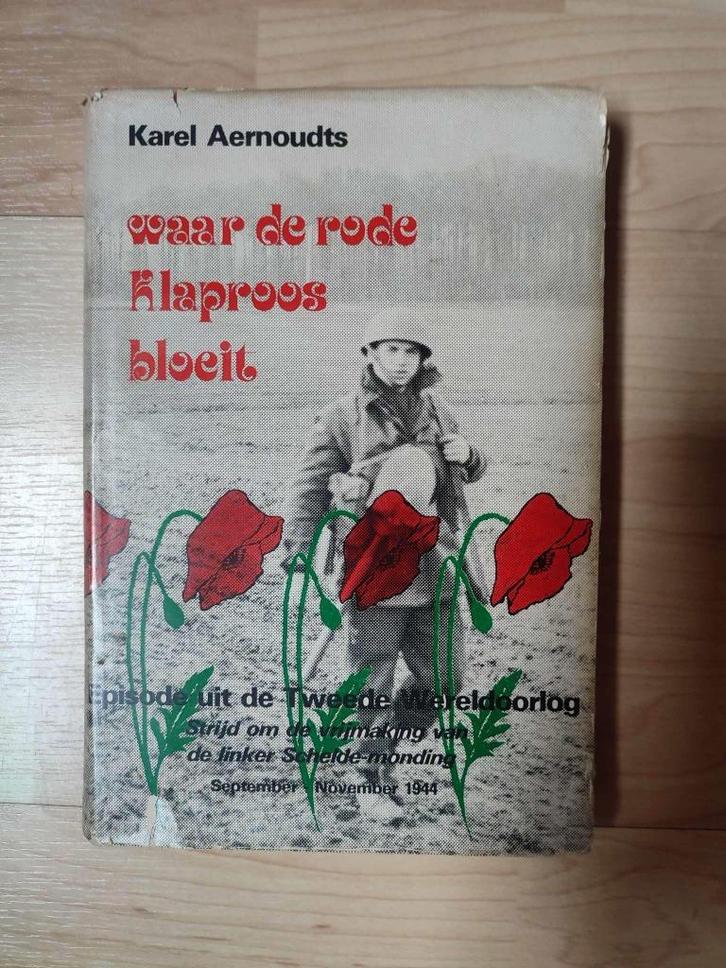 Karel Aernoudts
waar de rode
klaproos
bloeit
Episode uit de Tweede Wereldoorlog
Strijd om de vrijmaking van
de linker Schelde-monding
September - November 1944